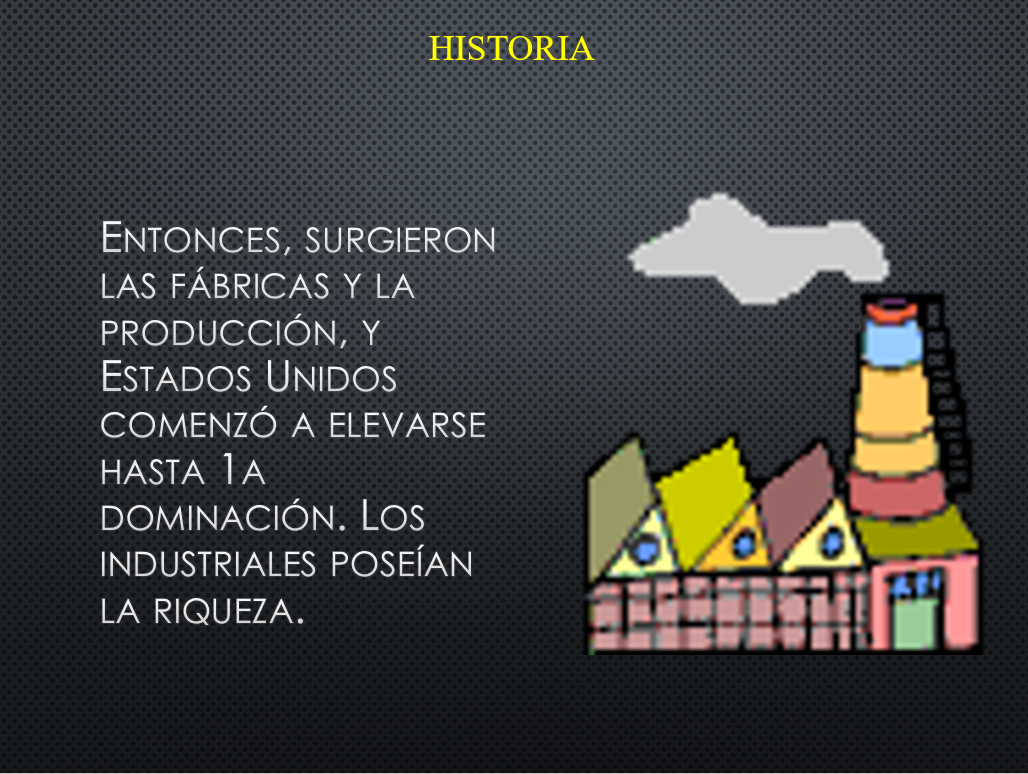 HISTORIA
Entonces, surgieron
las fábricas y la
producción, y
Estados Unidos
comenzó a elevarse
hasta 1a
dominación. Los
industriales poseían
la riqueza.